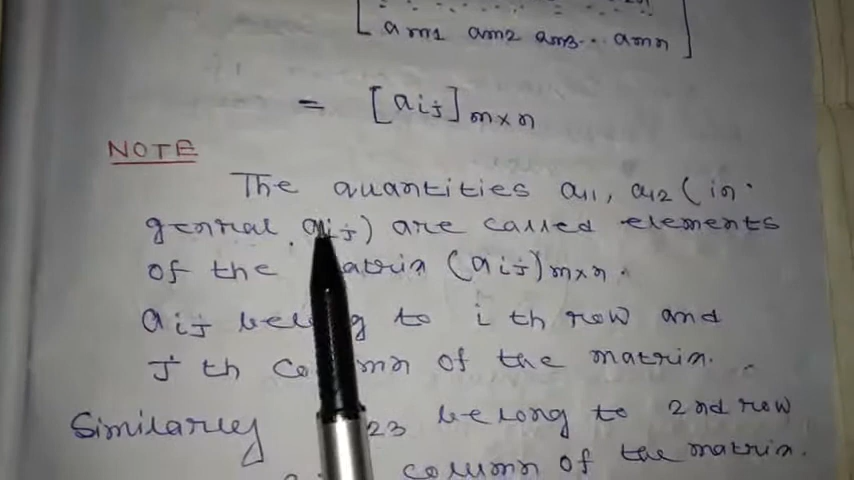 [ am1 am2 am3... amn ]
= [aij]m×n
NOTE
The quantities a11, a12 (in
general aij) are called elements
of the matrix (aij)m×n.
aij belong to i th row and
j th column of the matrix.
Similarly 23 belong to 2nd row
column of the matrix.